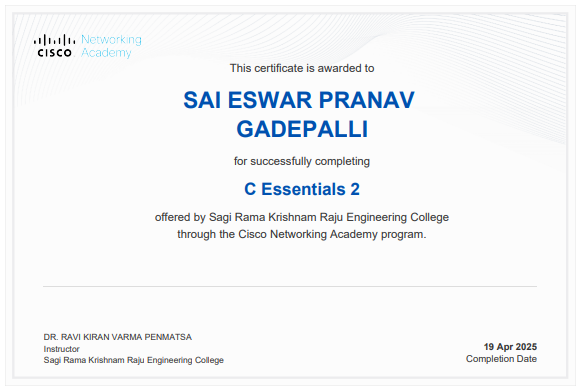 Networking
CISCO Academy
This certificate is awarded to
SAI ESWAR PRANAV
GADEPALLI
for successfully completing
C Essentials 2
offered by Sagi Rama Krishnam Raju Engineering College
through the Cisco Networking Academy program.
DR. RAVI KIRAN VARMA PENMATSA
Instructor
Sagi Rama Krishnam Raju Engineering College
19 Apr 2025
Completion Date